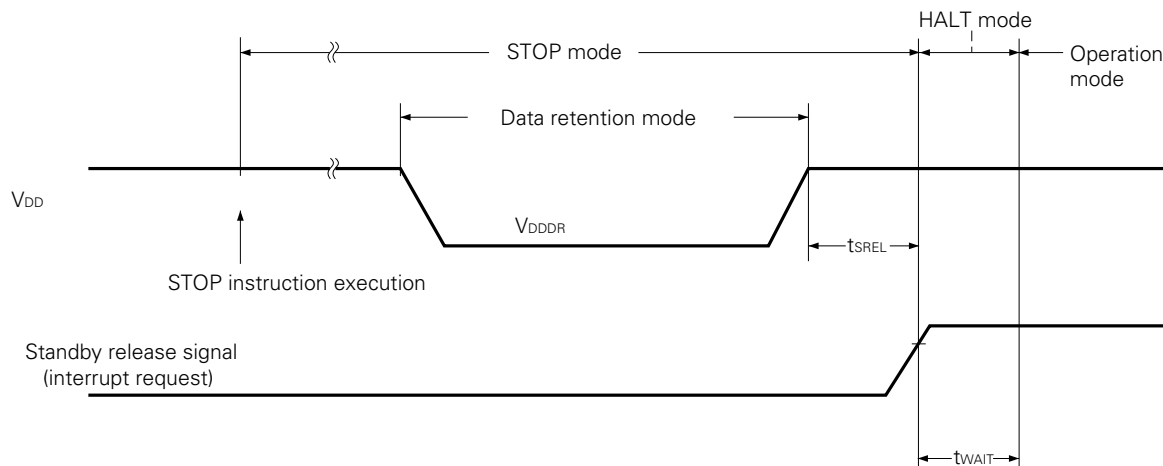 HALT mode
STOP mode
Operation
mode
Data retention mode
VDD
VDDDR
tSREL
STOP instruction execution
Standby release signal
(interrupt request)
tWAIT